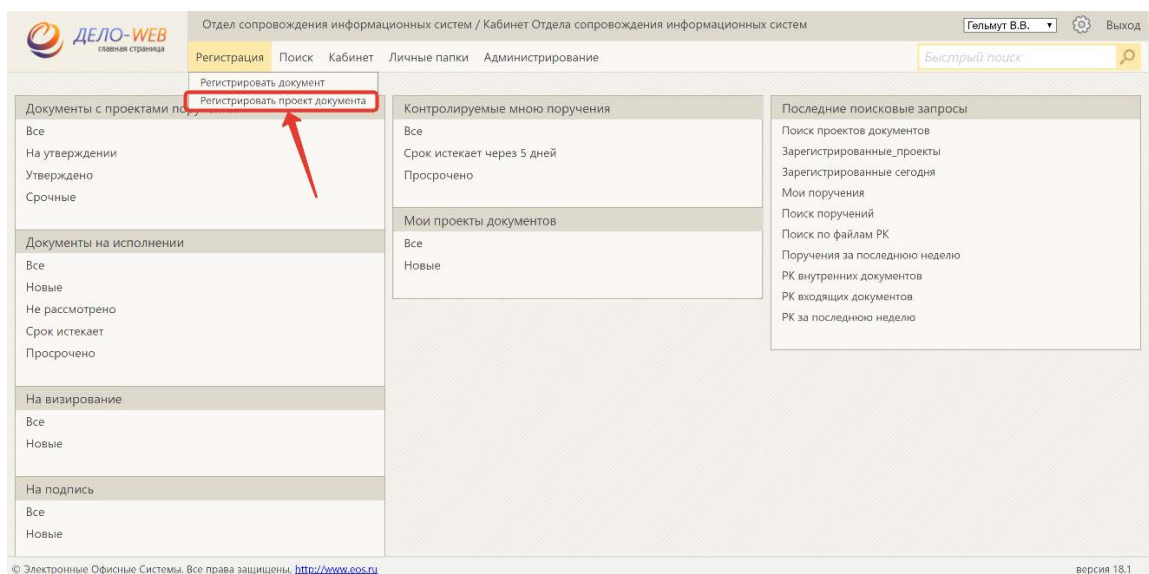 ДЕЛО-WEB
главная страница
Отдел сопровождения информационных систем / Кабинет Отдела сопровождения информационных систем
Гельмут В.В.
Выход
Регистрация Поиск Кабинет Личные папки Администрирование
Быстрый поиск
Регистрировать документ
Регистрировать проект документа
Документы с проектами
Все
На утверждении
Утверждено
Срочные
Документы на исполнении
Все
Новые
Не рассмотрено
Срок истекает
Просрочено
На визирование
Все
Новые
На подпись
Все
Новые
Контролируемые мною поручения
Все
Срок истекает через 5 дней
Просрочено
Мои проекты документов
Все
Новые
Последние поисковые запросы
Поиск проектов документов
Зарегистрированные_проекты
Зарегистрированные сегодня
Мои поручения
Поиск поручений
Поиск по файлам РК
Поручения за последнюю неделю
РК внутренних документов
РК входящих документов
РК за последнюю неделю
© Электронные Офисные Системы. Все права защищены, http://www.eos.ru
версия 18.1